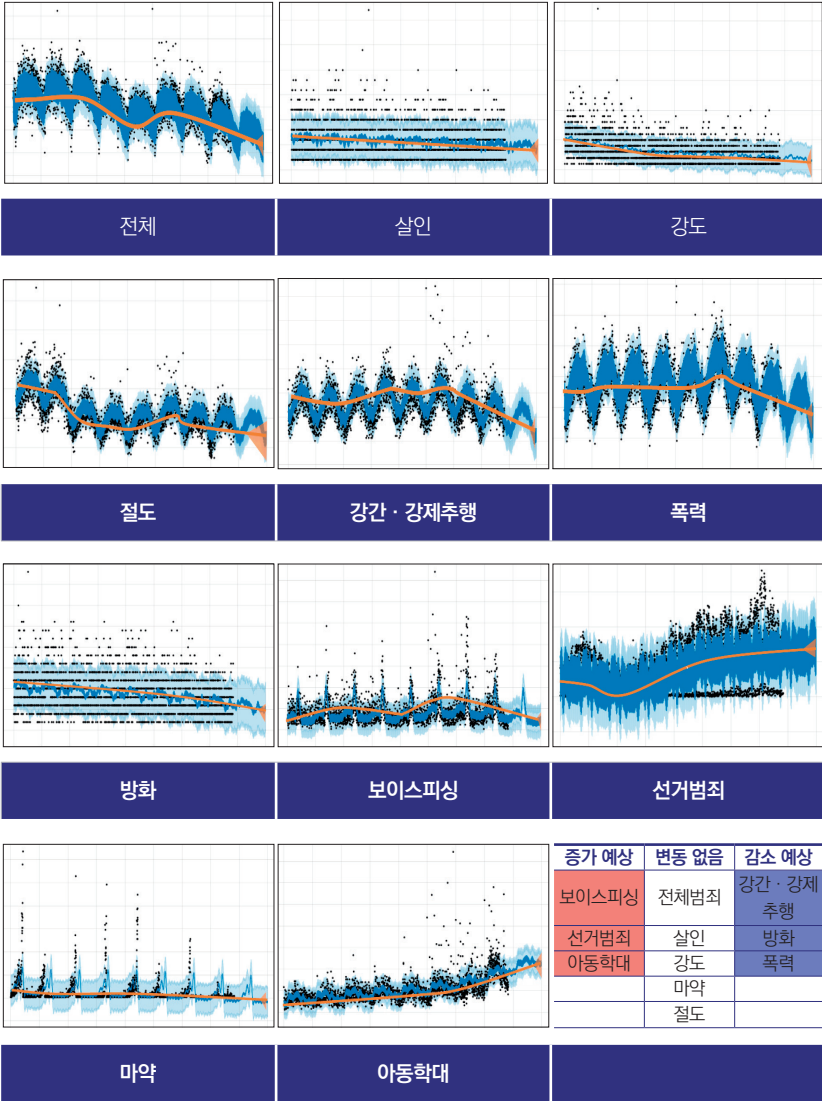 전체
살인
강도
절도
강간 · 강제추행
폭력
방화
보이스피싱
선거범죄
증가 예상 변동 없음 감소 예상
보이스피싱 전체범죄 강간 · 강제
추행
선거범죄 살인 방화
아동학대 강도 폭력
마약
절도
마약
아동학대